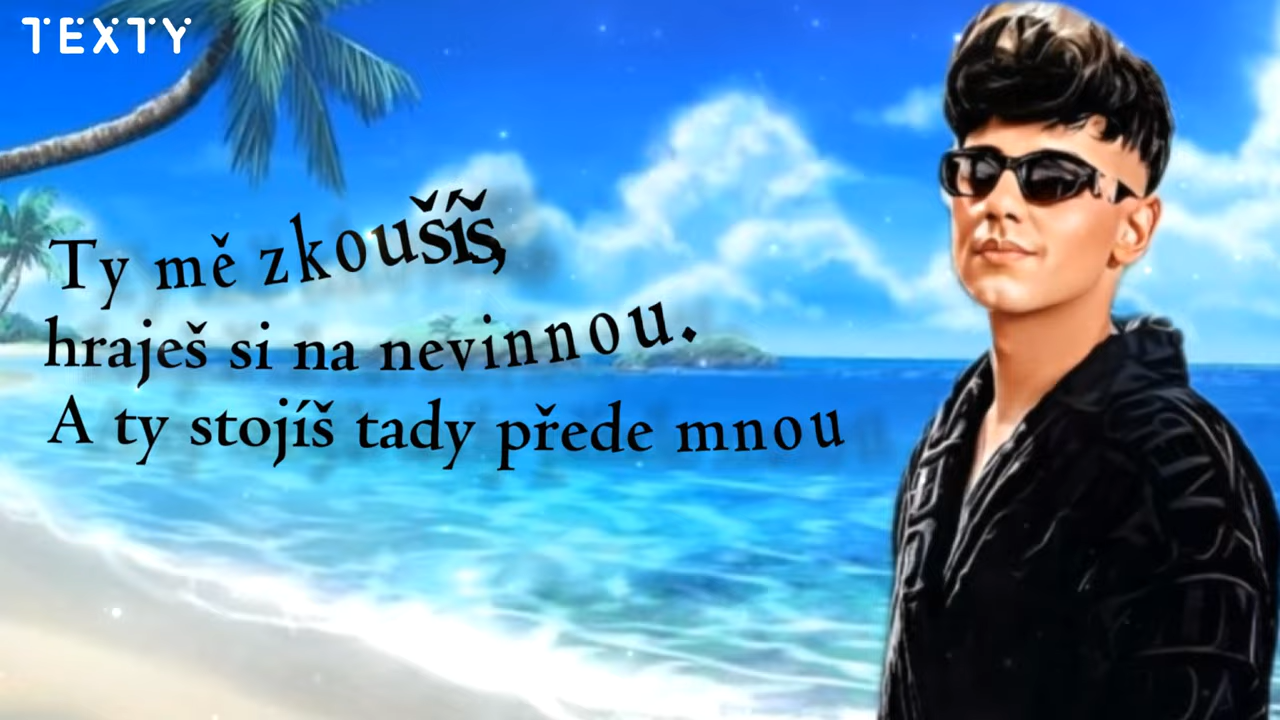 TEXTY
Ty mě zkoušíš,
hraješ si na nevinnou.
A ty stojíš tady přede mnou